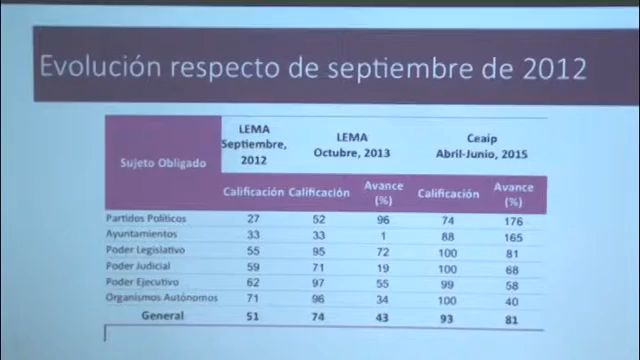 Evolución respecto de septiembre de 2012
Sujeto Obligado
LEMA Septiembre, 2012
LEMA Octubre, 2013
Ceaip Abril-Junio, 2015
Calificación Calificación Avance (%) Calificación Avance (%)
Partidos Políticos 27 52 96 74 176
Ayuntamientos 33 33 1 88 165
Poder Legislativo 55 95 72 100 81
Poder Judicial 59 71 19 100 68
Poder Ejecutivo 62 97 55 99 58
Organismos Autónomos 71 96 34 100 40
General 51 74 43 93 81